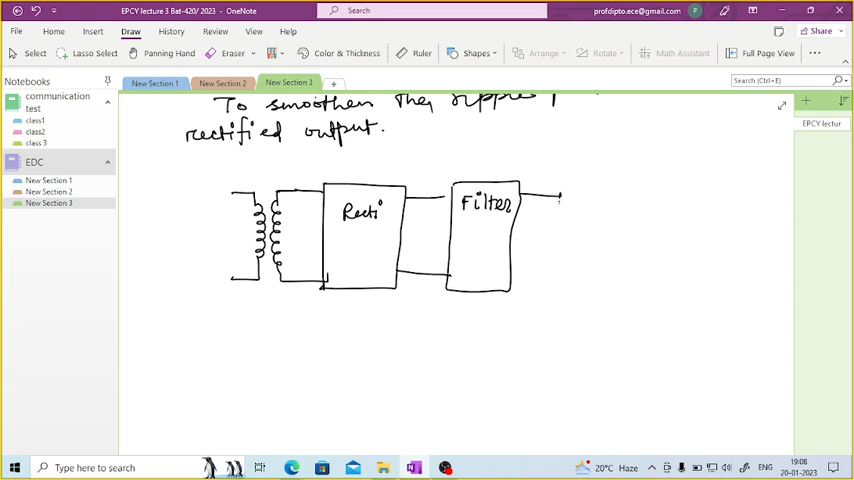 EPCY lecture 3 Bat-420/ 2023 - OneNote
Search
profdipto.ece@gmail.com
P
File
Home
Insert
Draw
History
Review
View
Help
Share
Select
Lasso Select
Panning Hand
Eraser
Color & Thickness
Ruler
Shapes
Arrange
Rotate
Math Assistant
Full Page View
Notebooks
New Section 1
New Section 2
New Section 3
Search (Ctrl+E)
communication
test
class1
class2
class 3
EDC
New Section 1
New Section 2
New Section 3
EPCY lectur
To smoothen the ripples
rectified output.
Recti
Filter
Type here to search
20°C Haze
ENG
19:08
20-01-2023